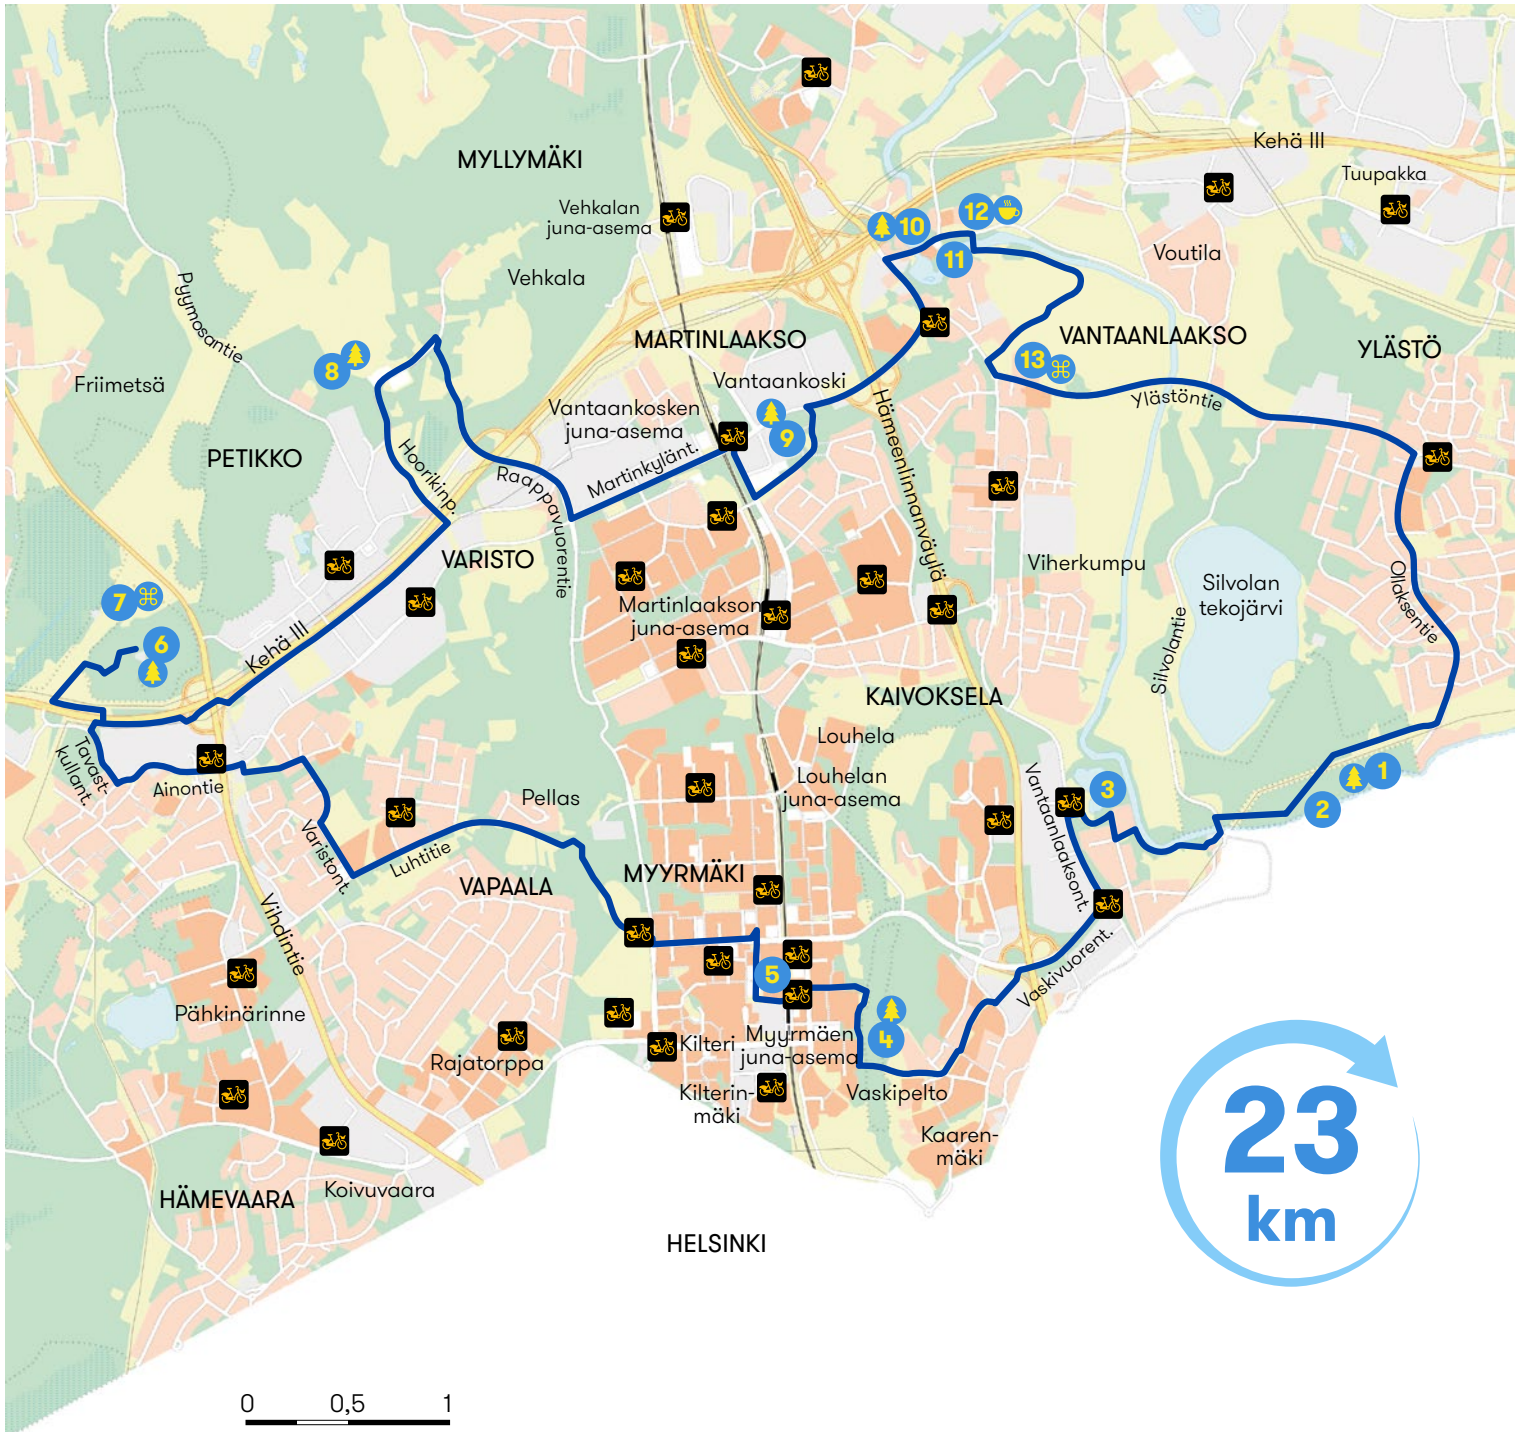 Kehä III
MYLLYMÄKI
Tuupakka
Vehkalan
juna-asema
12
10
11
Voutila
Vehkala
Pyymosantie
MARTINLAAKSO
VANTAANLAAKSO
YLÄSTÖ
8
13
Friimetsä
Vantaankoski
Ylästöntie
Vantaankosken
juna-asema
9
Hämeenlinnanväylä
PETIKKO
Hoorikinp.
Raappavuorentie
Martinkylänt.
VARISTO
Viherkumpu
Silvolan
tekojärvi
Ollaksentie
7
Martinlaakson
juna-asema
6
Kehä III
Silvolantie
KAIVOKSELA
Louhela
Tavast-
kullant.
Ainontie
Louhelan
juna-asema
Vantaanlaaksont.
3
1
2
Pellas
Varistont.
Luhtitie
VAPAALA
MYYRMÄKI
Vihdintie
5
Vaskivuorent.
Pähkinärinne
4
Rajatorppa
Kilteri
Myyrmäen
juna-asema
Kilterin-
mäki
Vaskipelto
Kaaren-
mäki
23
km
HÄMEVAARA
Koivuvaara
HELSINKI
0 0,5 1